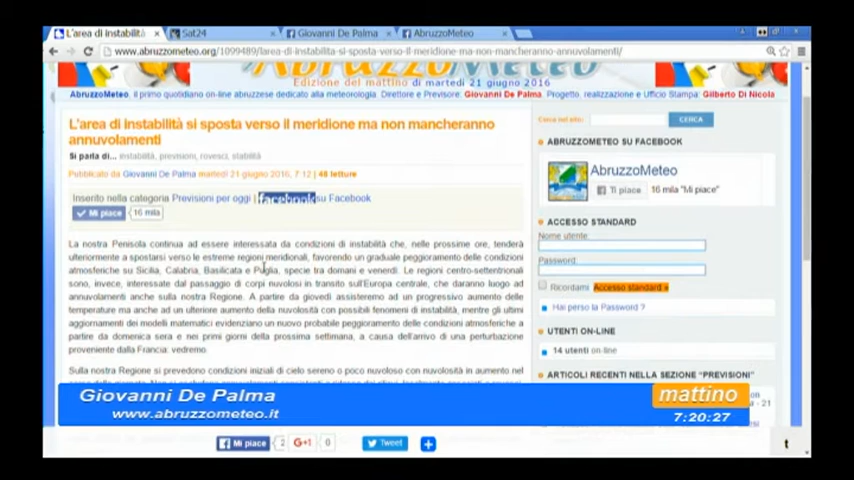 L'area di instabilità
Sat24
Giovanni De Palma
AbruzzoMeteo
www.abruzzometeo.org/1099489/larea-di-instabilita-si-sposta-verso-il-meridione-ma-non-mancheranno-annuvolamenti/
AbruzzoMeteo
Edizione del mattino di martedì 21 giugno 2016
AbruzzoMeteo, il primo quotidiano on-line abruzzese dedicato alla meteorologia. Direttore e Previsore: Giovanni De Palma. Progetto, realizzazione e Ufficio Stampa: Gilberto Di Nicola
L'area di instabilità si sposta verso il meridione ma non mancheranno
annuvolamenti
Si parla di... instabilità, previsioni, rovesci, stabilità
Pubblicato da Giovanni De Palma martedì 21 giugno 2016, 7:12 | 48 letture
Inserito nella categoria Previsioni per oggi | facebook su Facebook
Mi piace 16 mila
La nostra Penisola continua ad essere interessata da condizioni di instabilità che, nelle prossime ore, tenderà
ulteriormente a spostarsi verso le estreme regioni meridionali, favorendo un graduale peggioramento delle condizioni
atmosferiche su Sicilia, Calabria, Basilicata e Puglia, specie tra domani e venerdì. Le regioni centro-settentrionali
sono, invece, interessate dal passaggio di corpi nuvolosi in transito sull'Europa centrale, che daranno luogo ad
annuvolamenti anche sulla nostra Regione. A partire da giovedì assisteremo ad un progressivo aumento delle
temperature ma anche ad un ulteriore aumento della nuvolosità con possibili fenomeni di instabilità, mentre gli ultimi
aggiornamenti dei modelli matematici evidenziano un nuovo probabile peggioramento delle condizioni atmosferiche a
partire da domenica sera e nei primi giorni della prossima settimana, a causa dell'arrivo di una perturbazione
proveniente dalla Francia: vedremo.
Sulla nostra Regione si prevedono condizioni iniziali di cielo sereno o poco nuvoloso con nuvolosità in aumento nel
Cerca nel sito:
CERCA
ABRUZZOMETEO SU FACEBOOK
AbruzzoMeteo
Ti piace 16 mila "Mi piace"
ACCESSO STANDARD
Nome utente:
Password:
Ricordami Accesso standard »
Hai perso la Password ?
UTENTI ON-LINE
14 utenti on-line
ARTICOLI RECENTI NELLA SEZIONE "PREVISIONI"
Giovanni De Palma
www.abruzzometeo.it
mattino
7:20:27
Mi piace 2
G+1 0
Tweet
t